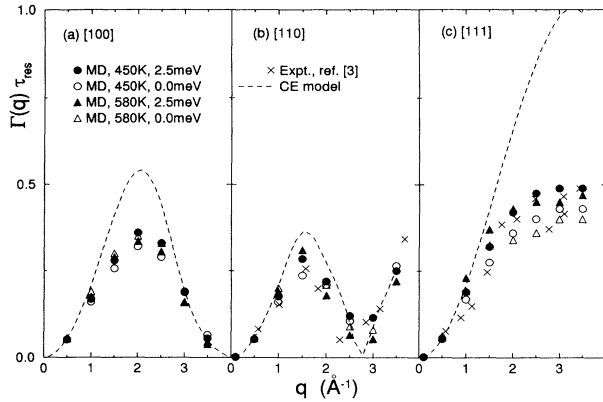 1.0
(a) [100]
(b) [110]
(c) [111]
● MD, 450K, 2.5meV
○ MD, 450K, 0.0meV
▲ MD, 580K, 2.5meV
△ MD, 580K, 0.0meV
× Expt., ref. [3]
---- CE model
Γ(q) τres
0.5
0.0
0 1 2 3 0 1 2 3 0 1 2 3 4
q (Å-1)